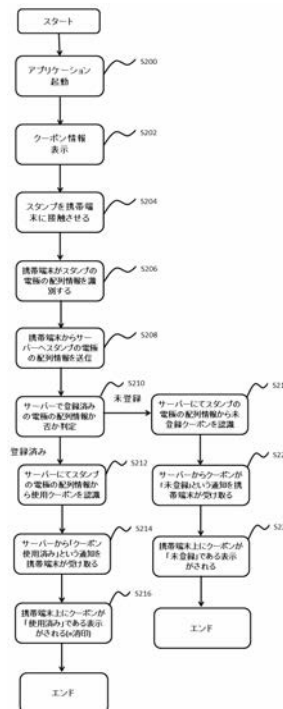 スタート
アプリケーション
起動
S200
クーポン情報
表示
S202
スタンプを携帯端
末に接触させる
S204
携帯端末がスタンプの
電極の配列情報を識
別する
S206
携帯端末からサー
バーへスタンプの電極
の配列情報を送信
S208
サーバーで登録済み
の電極の配列情報か
否か判定
S210
未登録
登録済み
サーバーにてスタンプ
の電極の配列情報か
ら使用クーポンを認識
S212
サーバーから「クーポン
使用済み」という通知を
携帯端末が受け取る
S214
携帯端末上にクーポンが
「使用済み」である表示
がされる(×消印)
S216
エンド
サーバーにてスタンプ
の電極の配列情報から未
登録クーポンを認識
S21
サーバーからクーポンが
「未登録」という通知を携
帯端末が受け取る
S22
携帯端末上にクーポンが
「未登録」である表示
がされる
S22
エンド